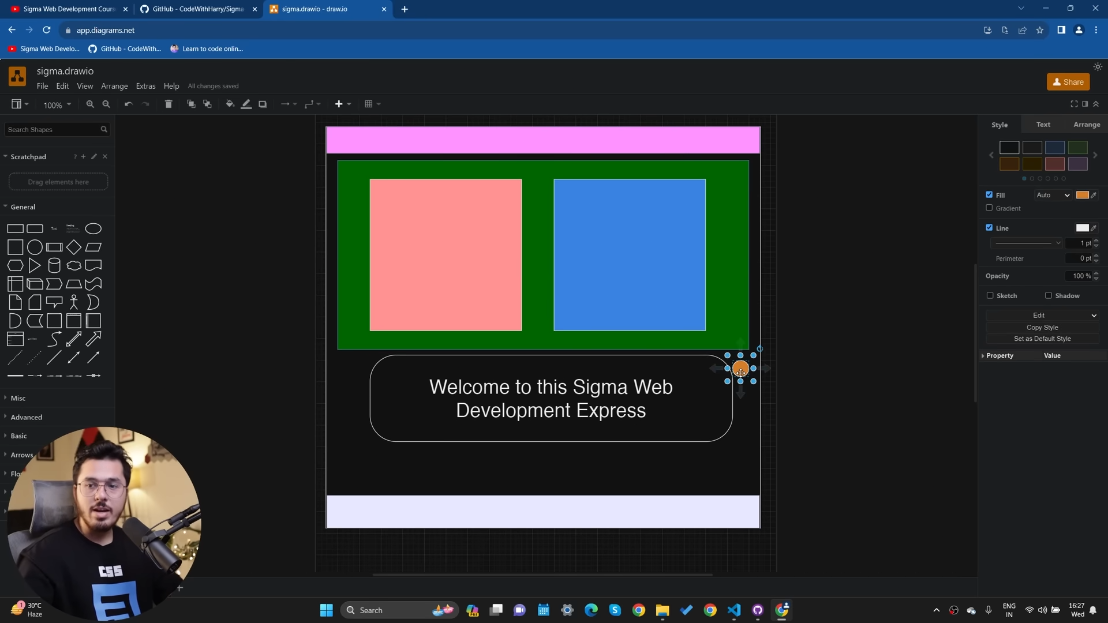 Sigma Web Development Cours
GitHub - CodeWithHarry/Sigma
sigma.drawio - draw.io
app.diagrams.net
Sigma Web Develo...
GitHub - CodeWith...
Learn to code onlin...
sigma.drawio
File Edit View Arrange Extras Help All changes saved
Share
100%
Search Shapes
Style Text Arrange
Scratchpad
Drag elements here
General
Text
Fill Auto
Gradient
Line
1 pt
Perimeter 0 pt
Opacity 100 %
Sketch Shadow
Edit
Copy Style
Set as Default Style
Property Value
Welcome to this Sigma Web
Development Express
Misc
Advanced
Basic
Arrows
Flo
CSS
30°C
Haze
Search
ENG
IN
16:27
Wed